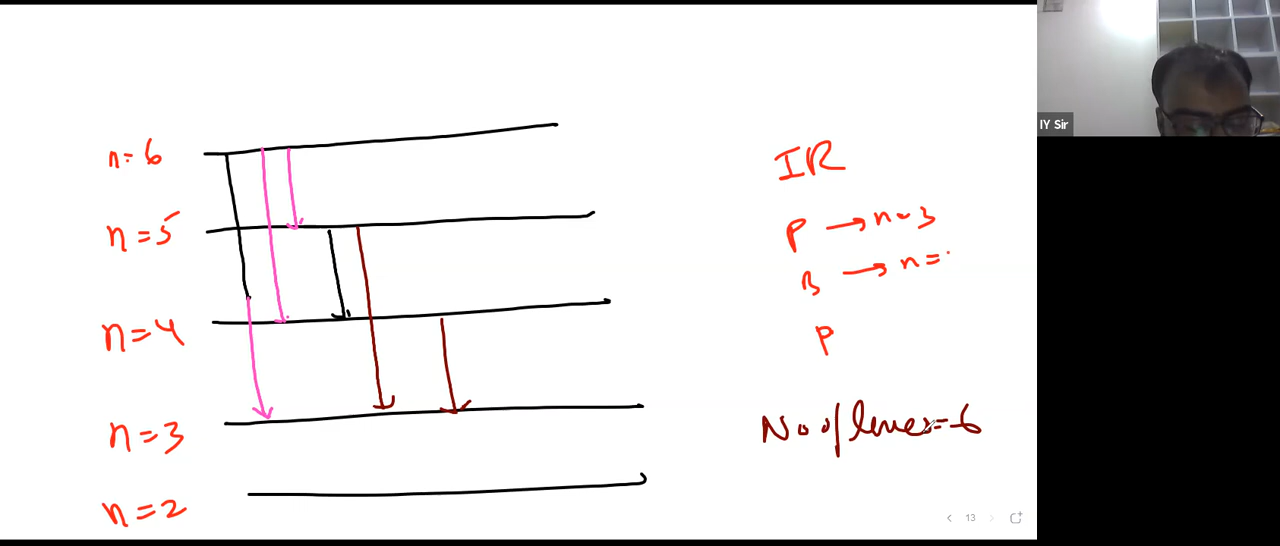 n=6
n=5
n=4
n=3
n=2
IR
P → n=3
B → n=
P
No of lines=6
IY Sir
13